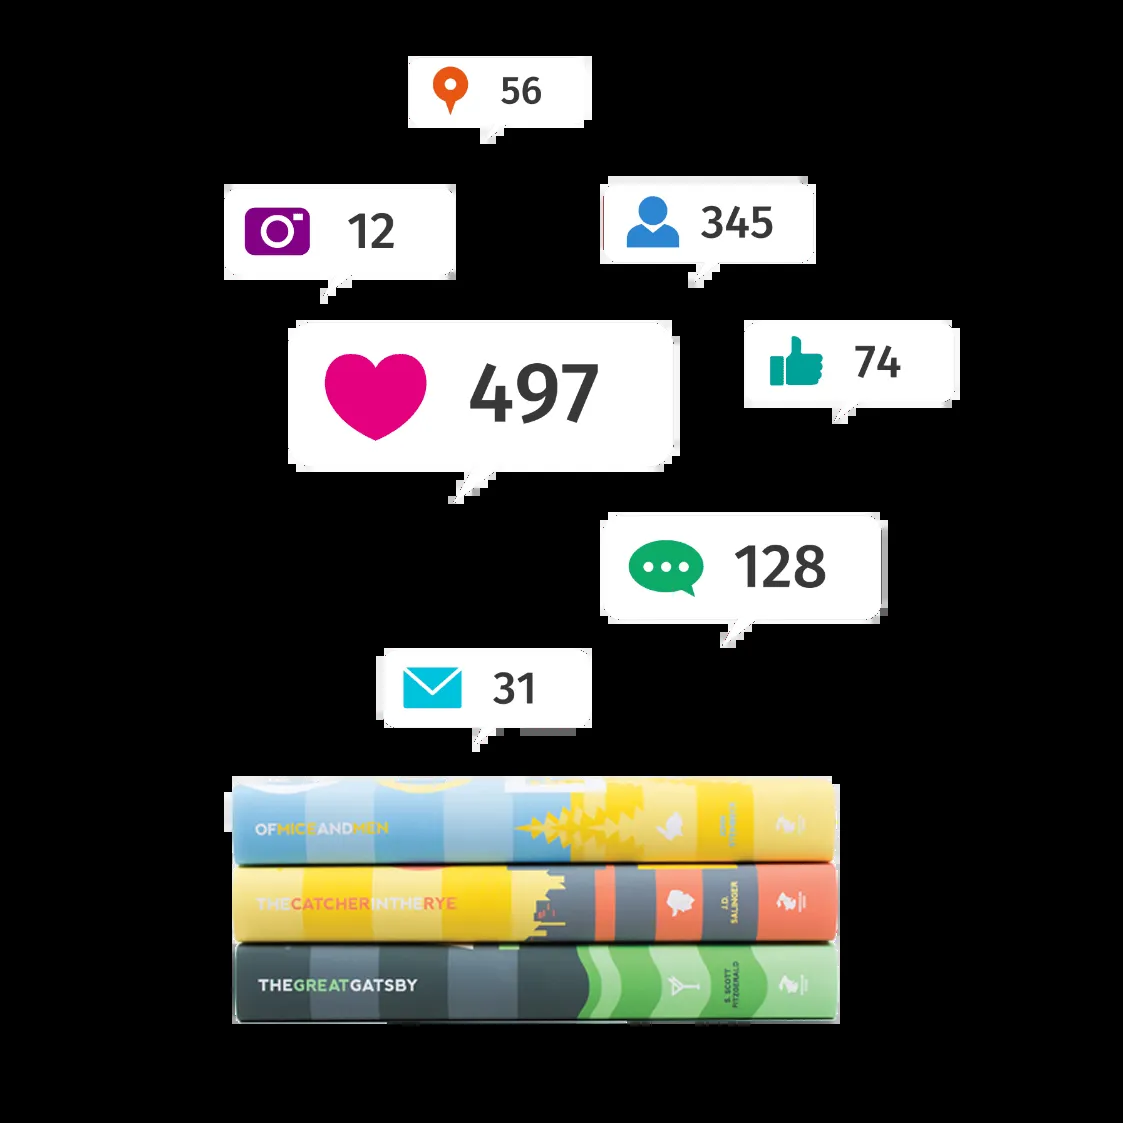 56
12
345
497
74
128
31
OFMICEANDMEN
THECATCHERINTHERYE
J.D.
SALINGER
THEGREATGATSBY
S. SCOTT
FITZGERALD